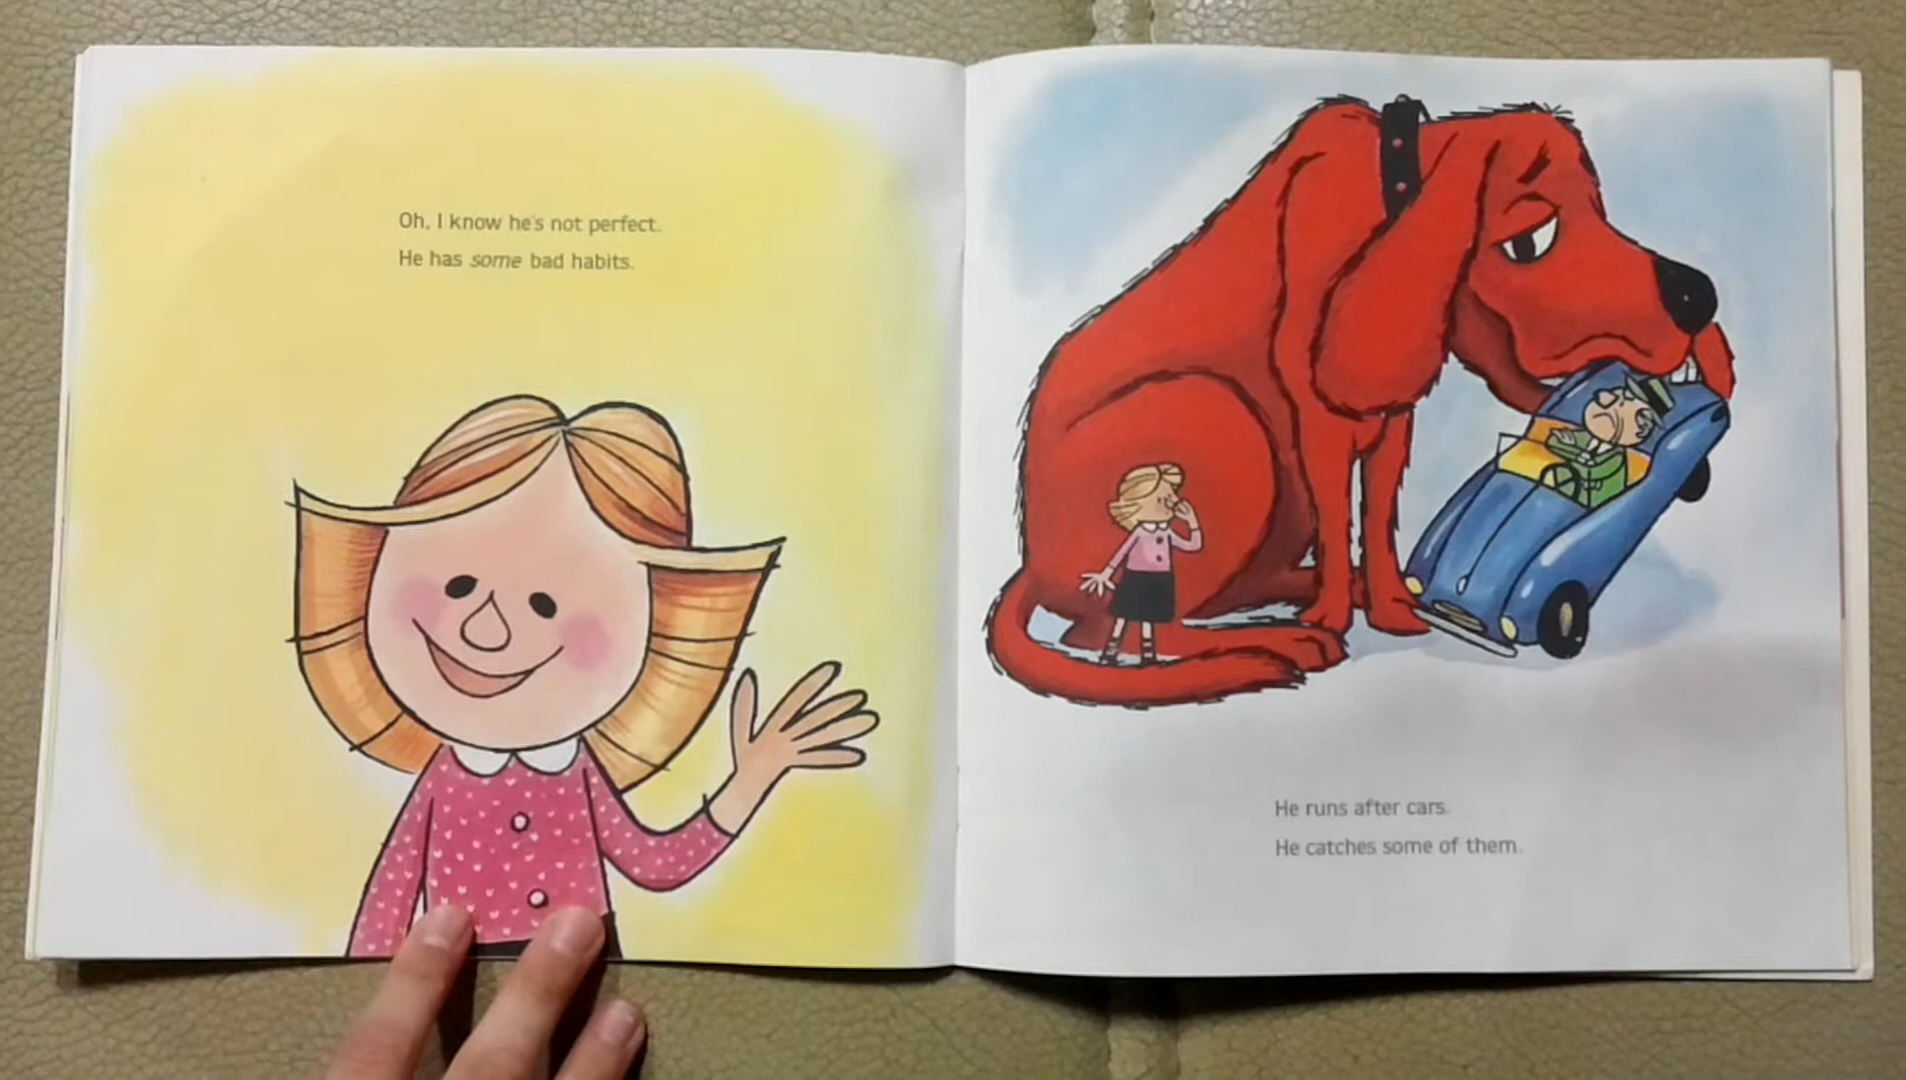 Oh, I know he's not perfect.
He has some bad habits.
He runs after cars.
He catches some of them.